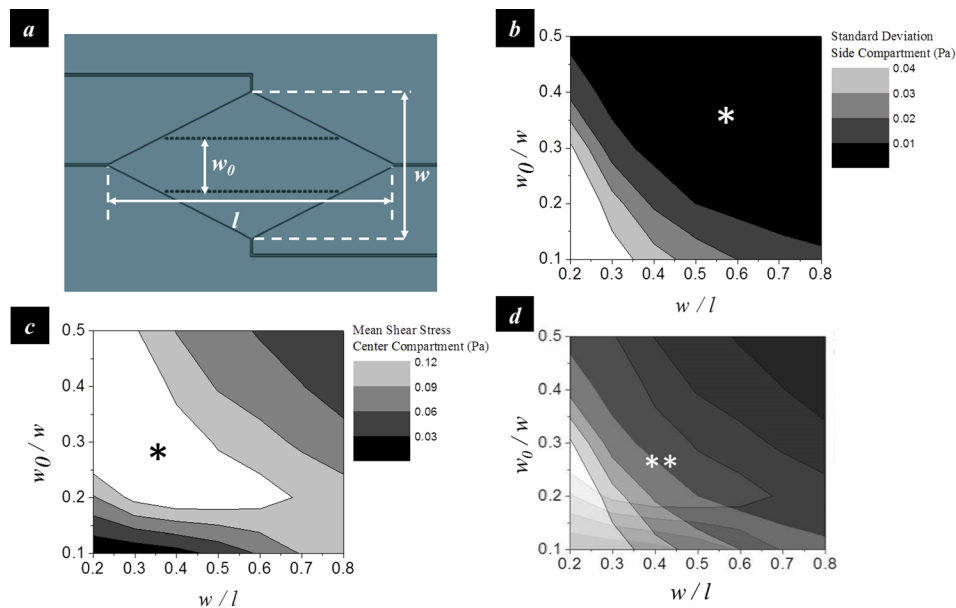 a
w₀
w
l
b
Standard Deviation
Side Compartment (Pa)
0.04
0.03
0.02
0.01
w₀ / w
0.5
0.4
0.3
0.2
0.1
*
0.2 0.3 0.4 0.5 0.6 0.7 0.8
w / l
c
Mean Shear Stress
Center Compartment (Pa)
0.12
0.09
0.06
0.03
w₀ / w
0.5
0.4
0.3
0.2
0.1
*
0.2 0.3 0.4 0.5 0.6 0.7 0.8
w / l
d
w₀ / w
0.5
0.4
0.3
0.2
0.1
**
0.2 0.3 0.4 0.5 0.6 0.7 0.8
w / l